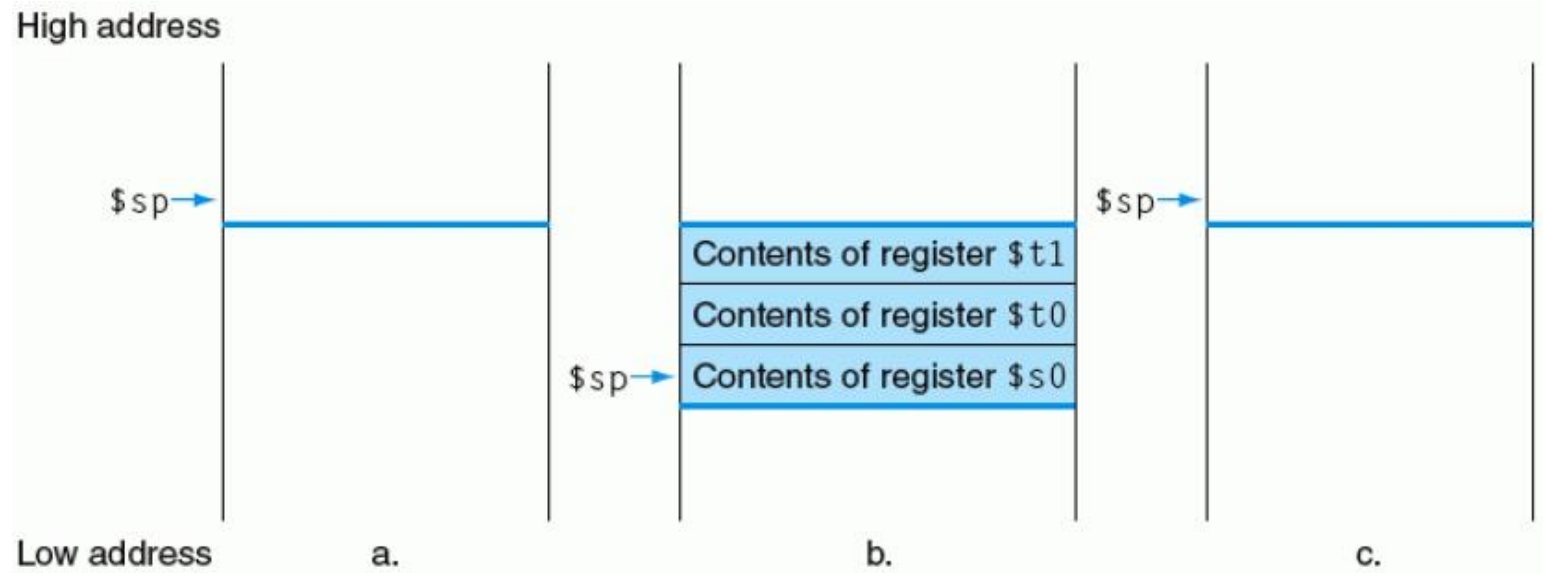 High address
$sp
$sp
Contents of register $t1
Contents of register $t0
$sp
Contents of register $s0
Low address
a.
b.
c.